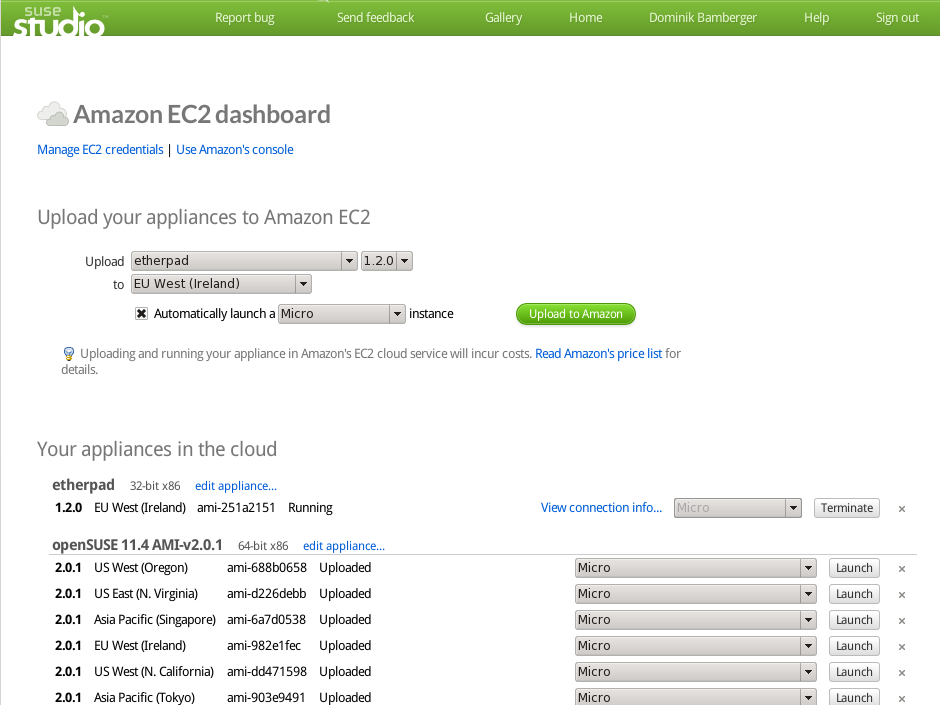 suse
studio™
Report bug Send feedback Gallery Home Dominik Bamberger Help Sign out
Amazon EC2 dashboard
Manage EC2 credentials | Use Amazon's console
Upload your appliances to Amazon EC2
Upload etherpad 1.2.0
to EU West (Ireland)
Automatically launch a Micro instance Upload to Amazon
Uploading and running your appliance in Amazon's EC2 cloud service will incur costs. Read Amazon's price list for
details.
Your appliances in the cloud
etherpad 32-bit x86 edit appliance...
1.2.0 EU West (Ireland) ami-251a2151 Running View connection info... Micro Terminate ×
openSUSE 11.4 AMI-v2.0.1 64-bit x86 edit appliance...
2.0.1 US West (Oregon) ami-688b0658 Uploaded Micro Launch ×
2.0.1 US East (N. Virginia) ami-d226debb Uploaded Micro Launch ×
2.0.1 Asia Pacific (Singapore) ami-6a7d0538 Uploaded Micro Launch ×
2.0.1 EU West (Ireland) ami-982e1fec Uploaded Micro Launch ×
2.0.1 US West (N. California) ami-dd471598 Uploaded Micro Launch ×
2.0.1 Asia Pacific (Tokyo) ami-903e9491 Uploaded Micro Launch ×